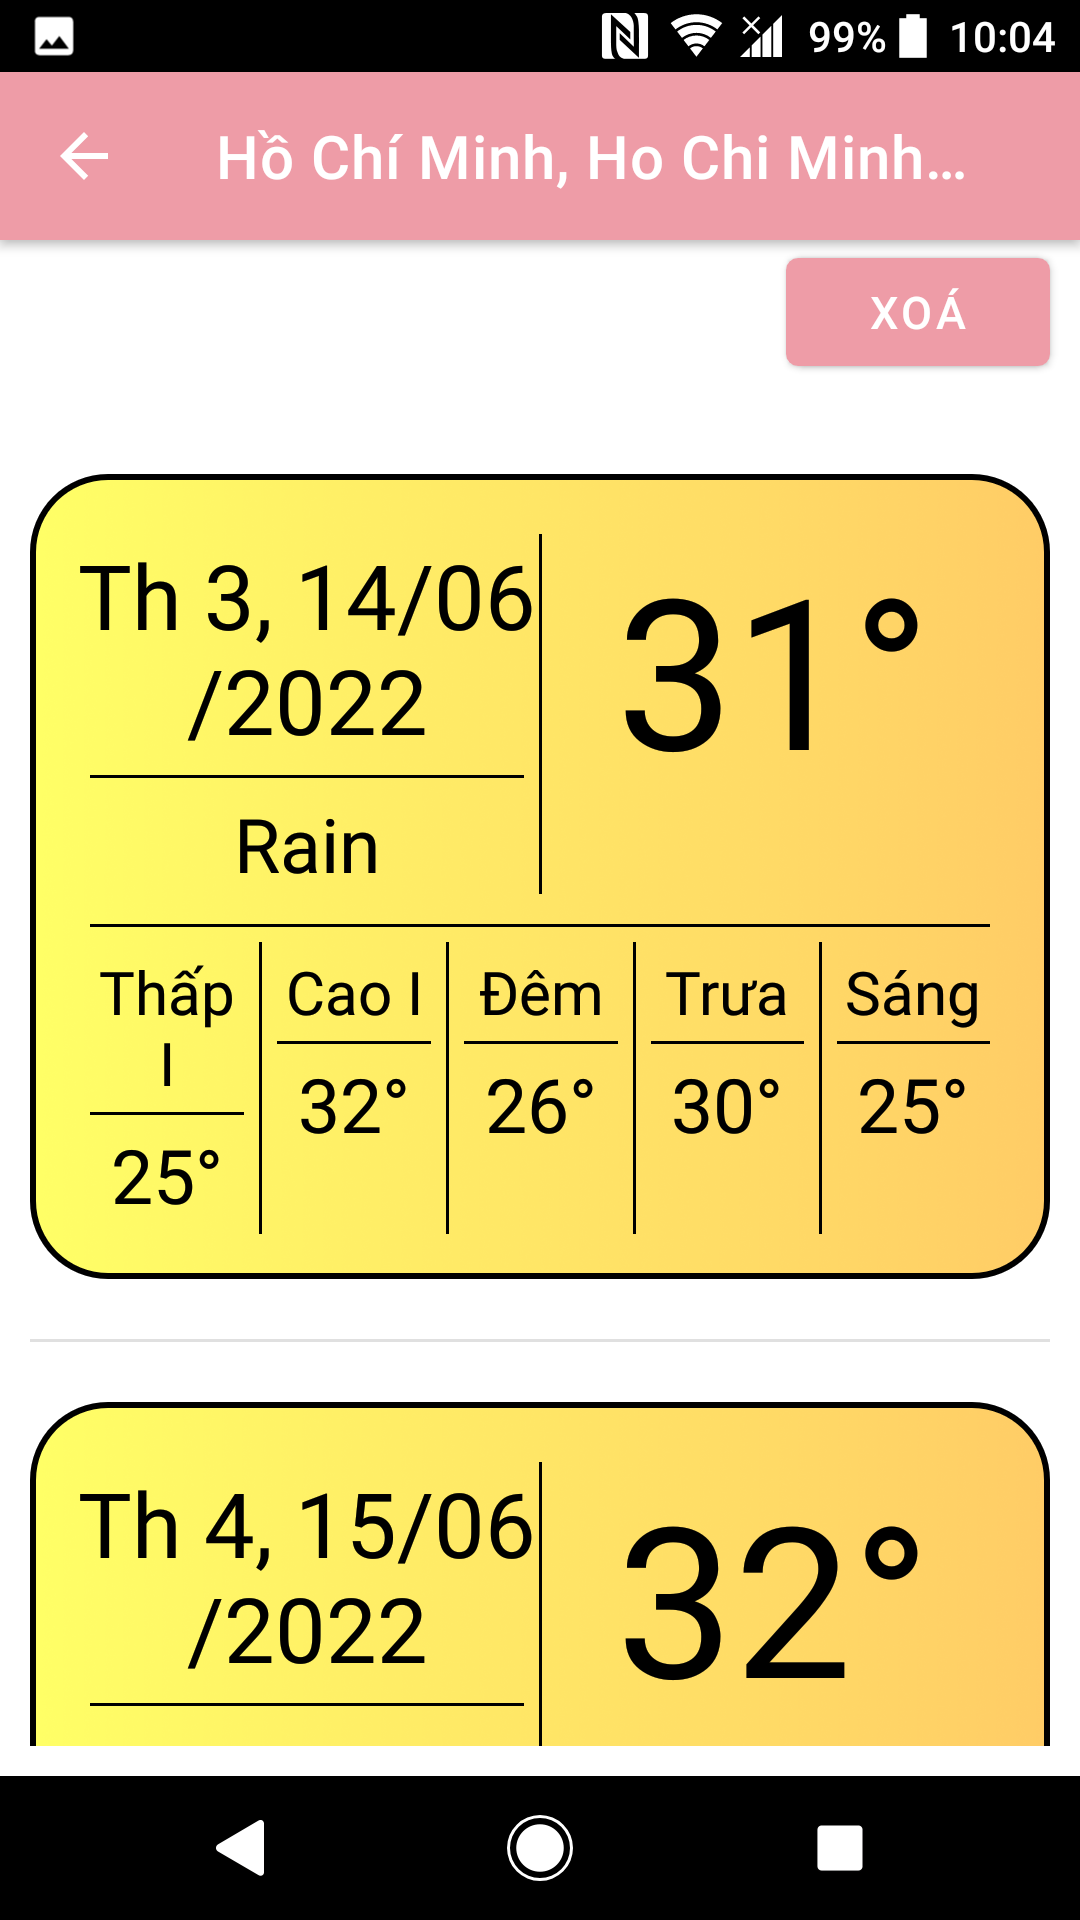 99% 10:04
Hồ Chí Minh, Ho Chi Minh...
XOÁ
Th 3, 14/06
/2022
31°
Rain
Thấp I
Cao I
Đêm
Trưa
Sáng
25°
32°
26°
30°
25°
Th 4, 15/06
/2022
32°